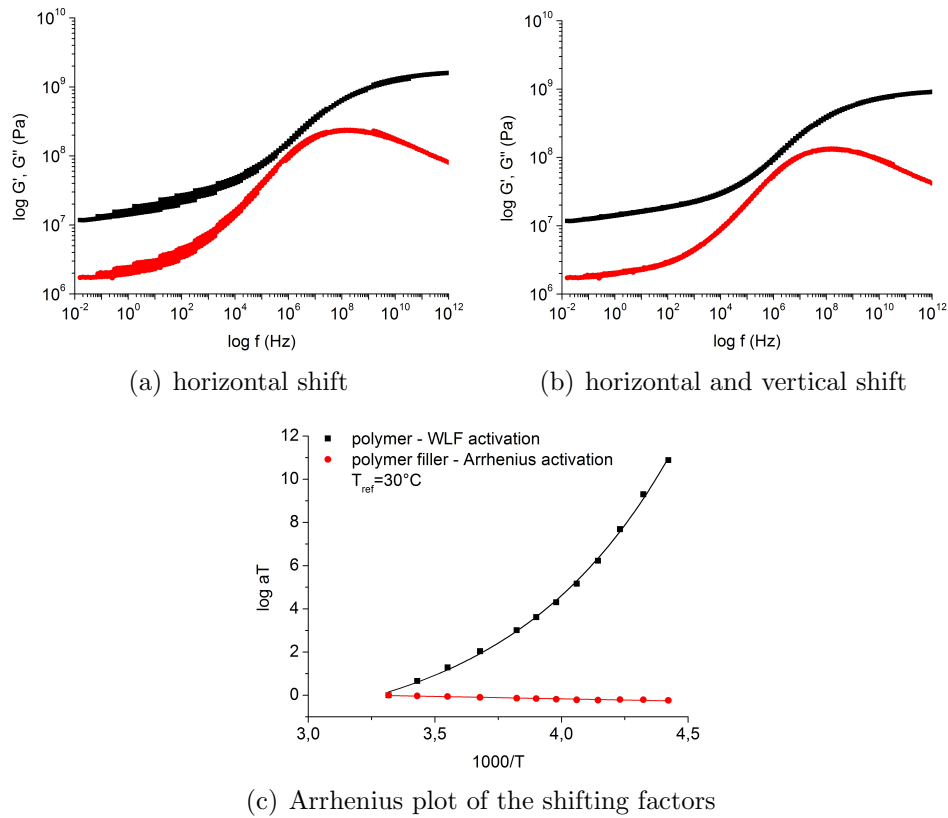 10^10
10^9
10^8
10^7
10^6
log G', G'' (Pa)
10^-2 10^0 10^2 10^4 10^6 10^8 10^10 10^12
log f (Hz)
(a) horizontal shift
10^10
10^9
10^8
10^7
10^6
log G', G'' (Pa)
10^-2 10^0 10^2 10^4 10^6 10^8 10^10 10^12
log f (Hz)
(b) horizontal and vertical shift
polymer - WLF activation
polymer filler - Arrhenius activation
T_ref=30°C
12
10
8
6
4
2
0
log aT
3,0 3,5 4,0 4,5
1000/T
(c) Arrhenius plot of the shifting factors